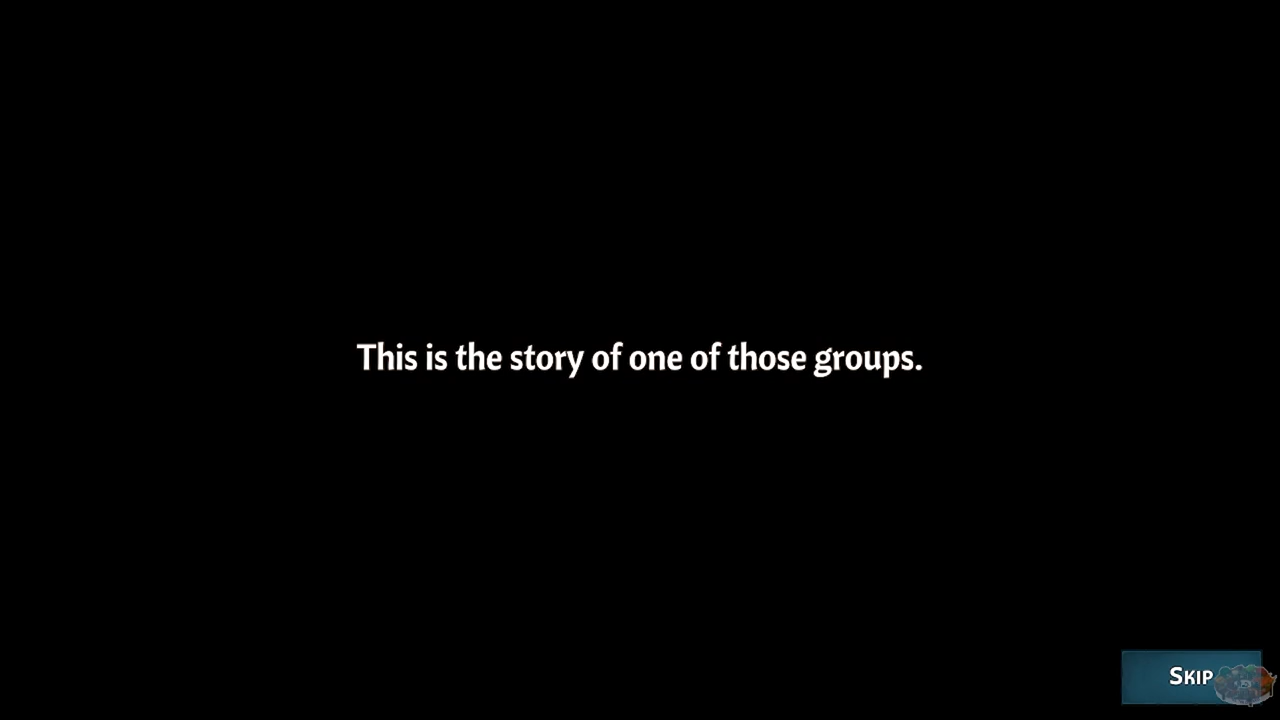 This is the story of one of those groups.
Skip